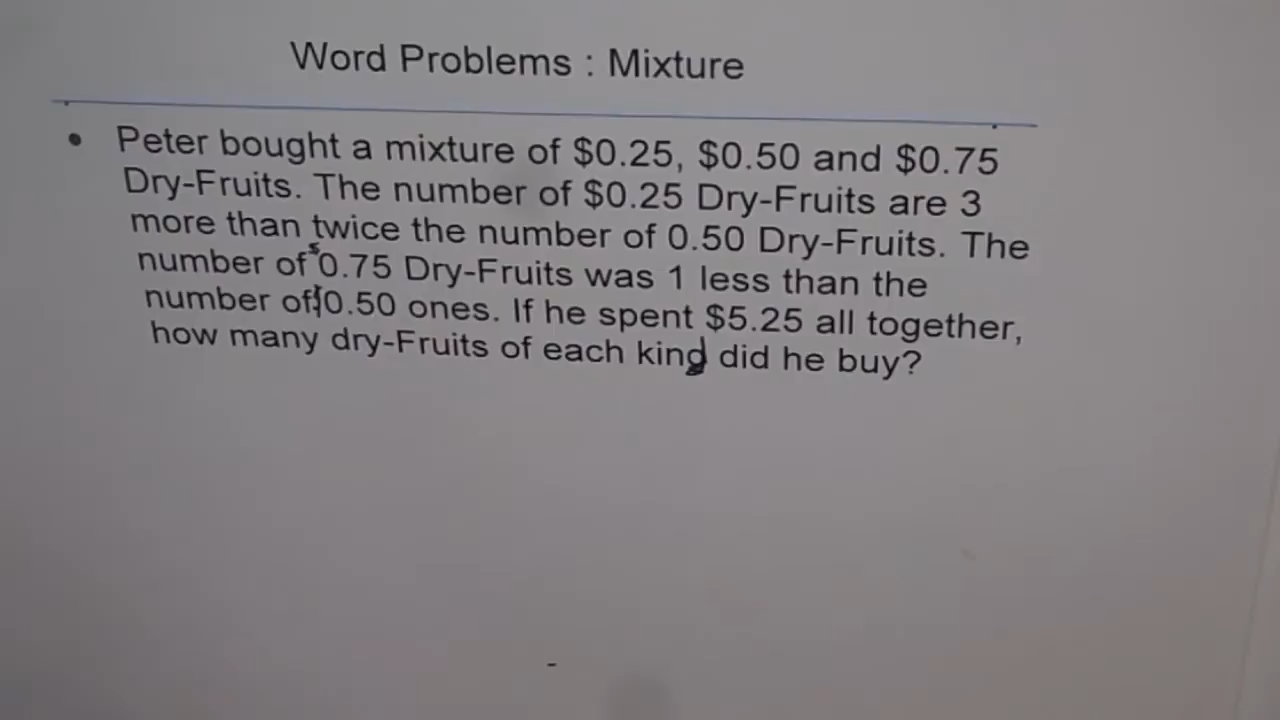 Word Problems : Mixture
• Peter bought a mixture of $0.25, $0.50 and $0.75
Dry-Fruits. The number of $0.25 Dry-Fruits are 3
more than twice the number of 0.50 Dry-Fruits. The
number of $0.75 Dry-Fruits was 1 less than the
number of $0.50 ones. If he spent $5.25 all together,
how many dry-Fruits of each kind did he buy?